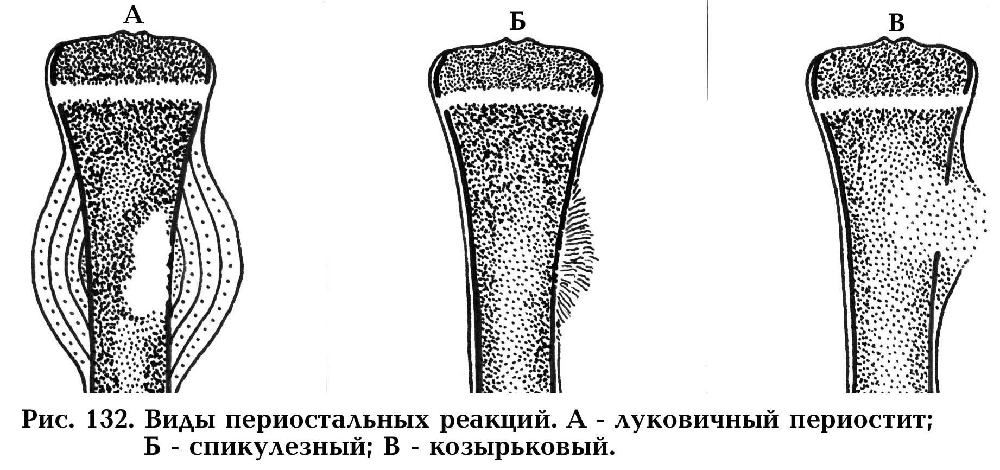 А
Б
В
Рис. 132. Виды периостальных реакций. А - луковичный периостит;
Б - спикулезный; В - козырьковый.